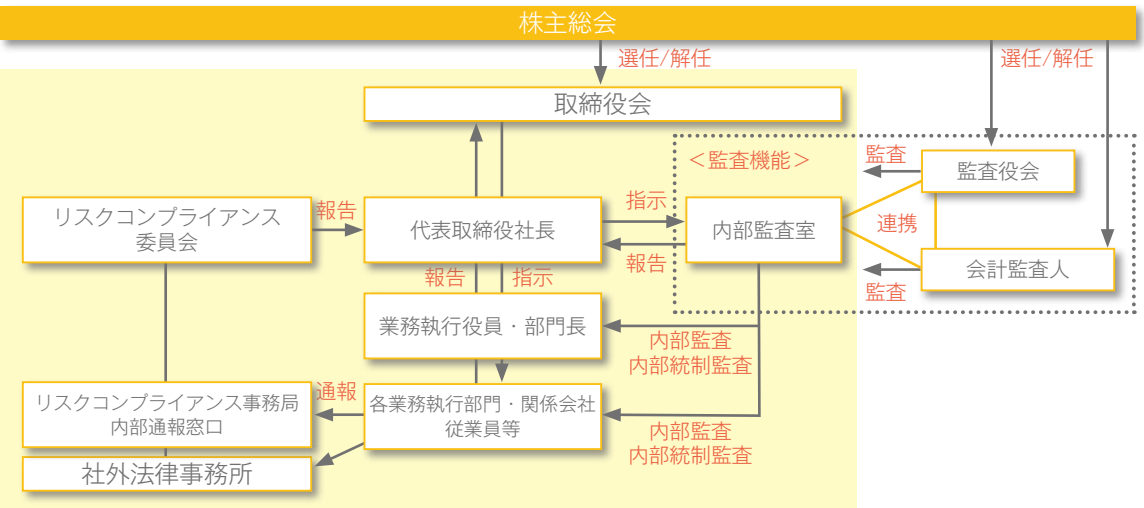 株主総会
選任/解任
選任/解任
取締役会
＜監査機能＞
監査
監査役会
リスクコンプライアンス
委員会
報告
代表取締役社長
指示
報告
内部監査室
連携
会計監査人
監査
報告
指示
業務執行役員・部門長
内部監査
内部統制監査
リスクコンプライアンス事務局
内部通報窓口
通報
各業務執行部門・関係会社
従業員等
内部監査
内部統制監査
社外法律事務所